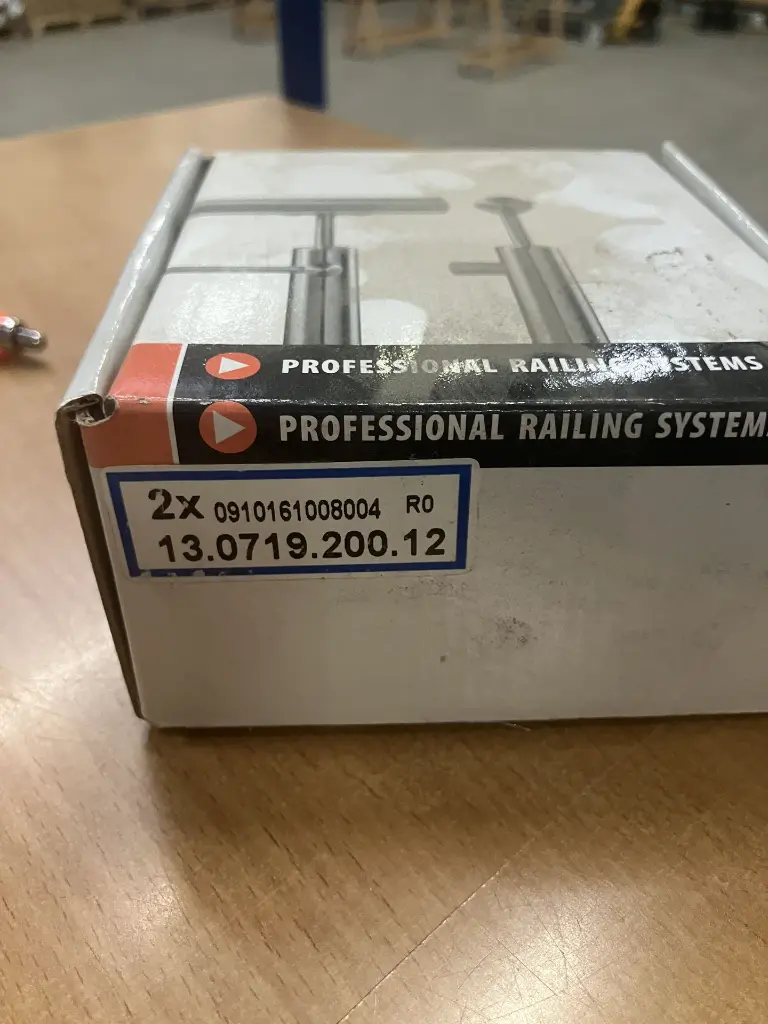 PROFESSIONAL RAILING SYSTEMS
PROFESSIONAL RAILING SYSTEM
2x 0910161008004 R0
13.0719.200.12